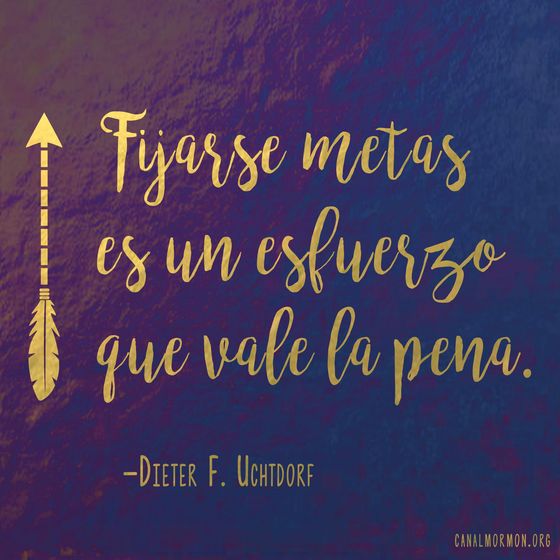 Fijarse metas
es un esfuerzo
que vale la pena.
–Dieter F. Uchtdorf
canalmormon.org